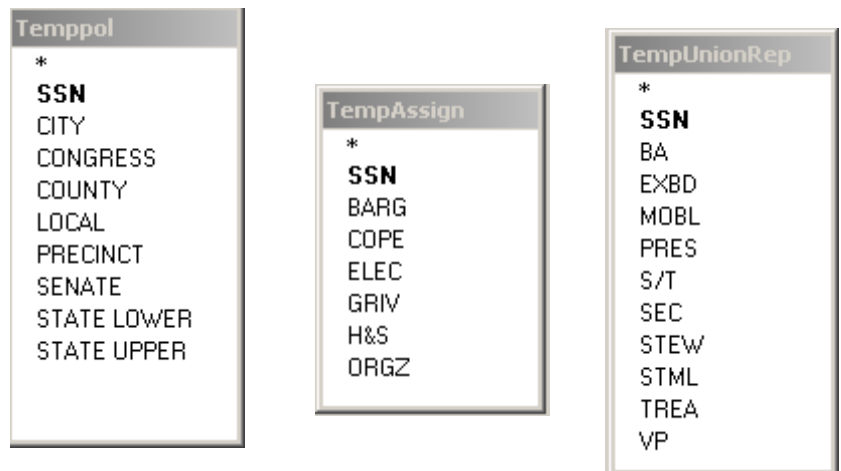 Temppol
*
SSN
CITY
CONGRESS
COUNTY
LOCAL
PRECINCT
SENATE
STATE LOWER
STATE UPPER
TempAssign
*
SSN
BARG
COPE
ELEC
GRIV
H&S
ORGZ
TempUnionRep
*
SSN
BA
EXBD
MOBL
PRES
S/T
SEC
STEW
STML
TREA
VP